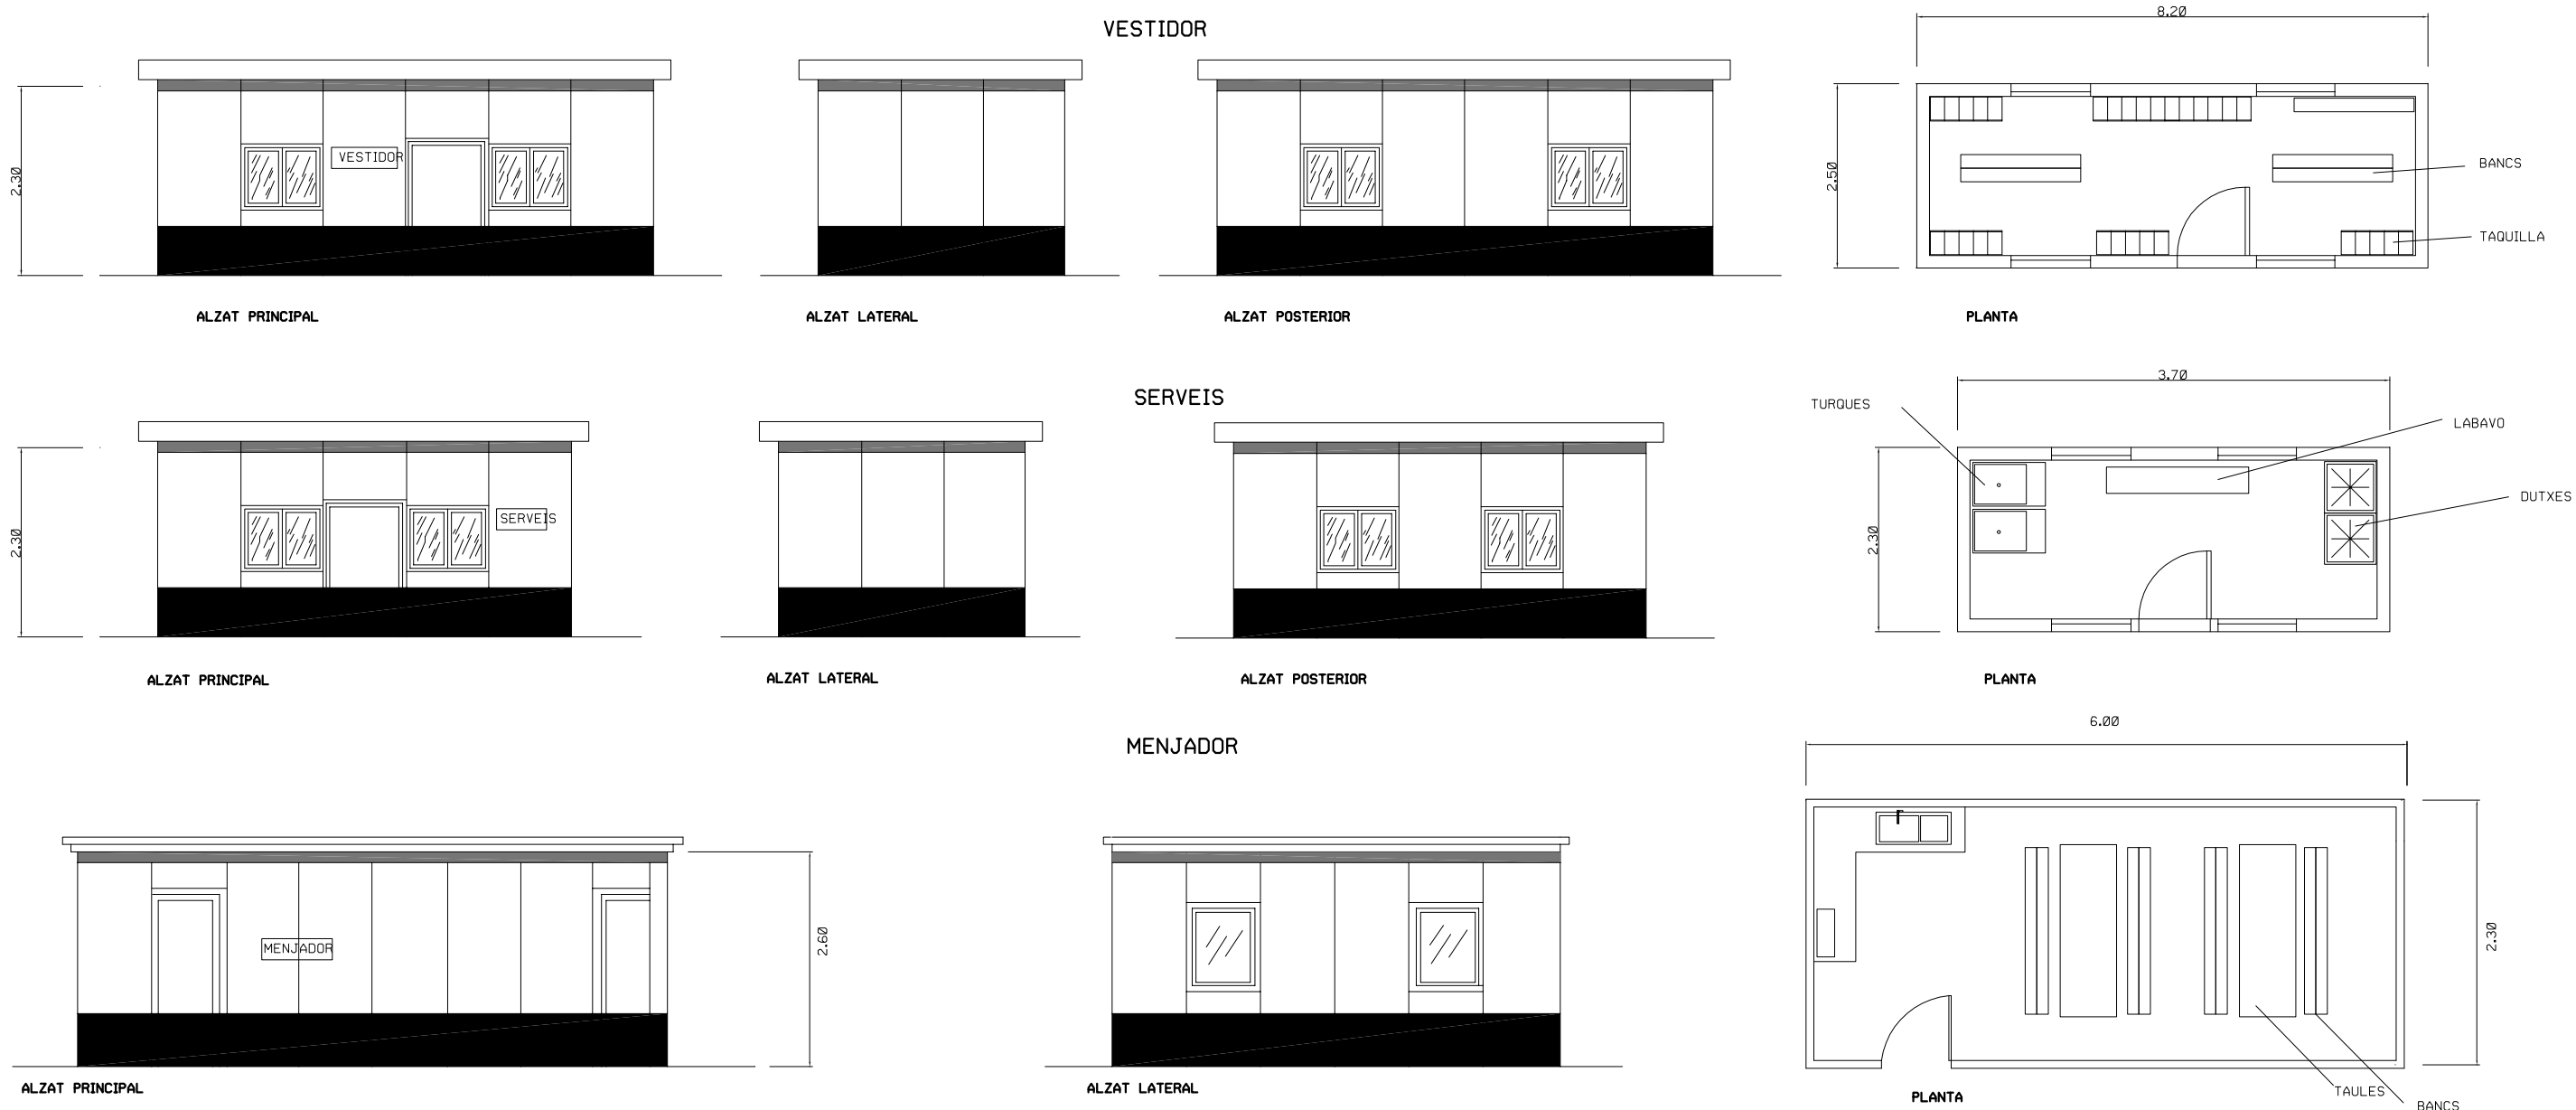 VESTIDOR
8.20
2.30
VESTIDOR
2.50
BANCS
TAQUILLA
ALZAT PRINCIPAL
ALZAT LATERAL
ALZAT POSTERIOR
PLANTA
SERVEIS
3.70
TURQUES
LABAVO
2.30
SERVEIS
2.30
DUTXES
ALZAT PRINCIPAL
ALZAT LATERAL
ALZAT POSTERIOR
PLANTA
MENJADOR
6.00
MENJADOR
2.60
2.30
ALZAT PRINCIPAL
ALZAT LATERAL
PLANTA
TAULES
BANCS